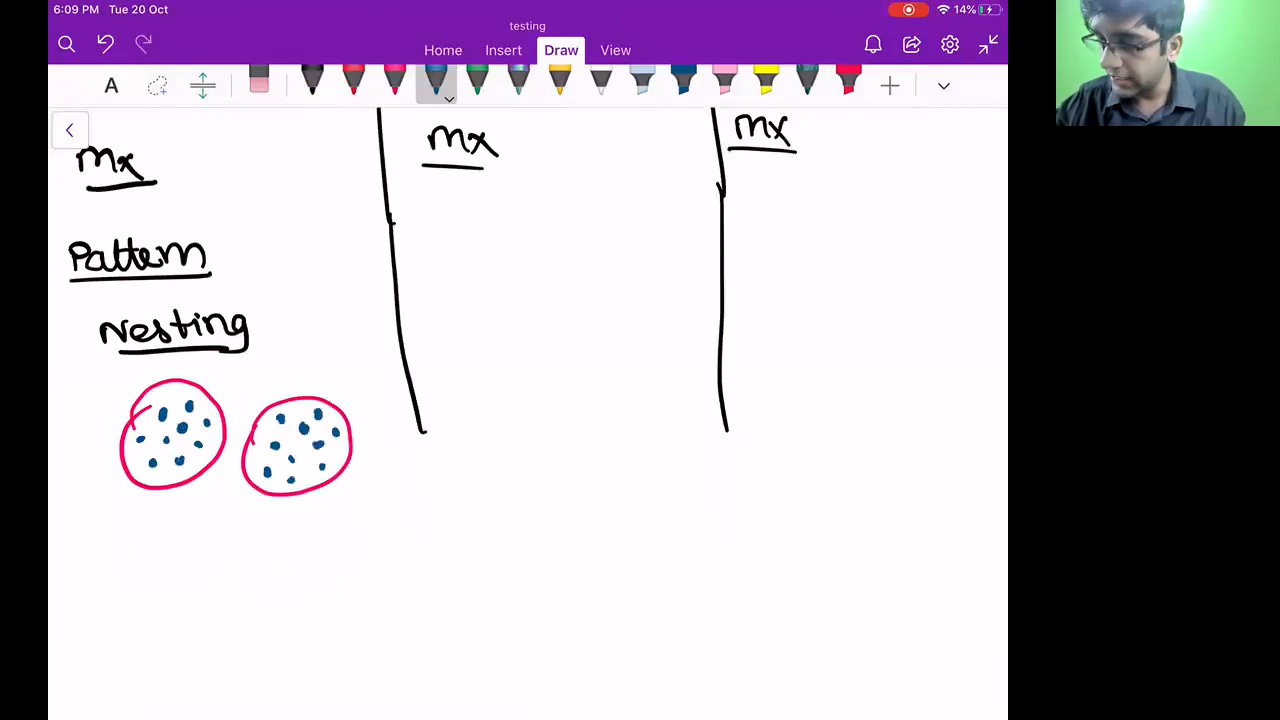 6:09 PM Tue 20 Oct
14%
testing
Home Insert Draw View
A
mx
mx
mx
Pattern
Nesting